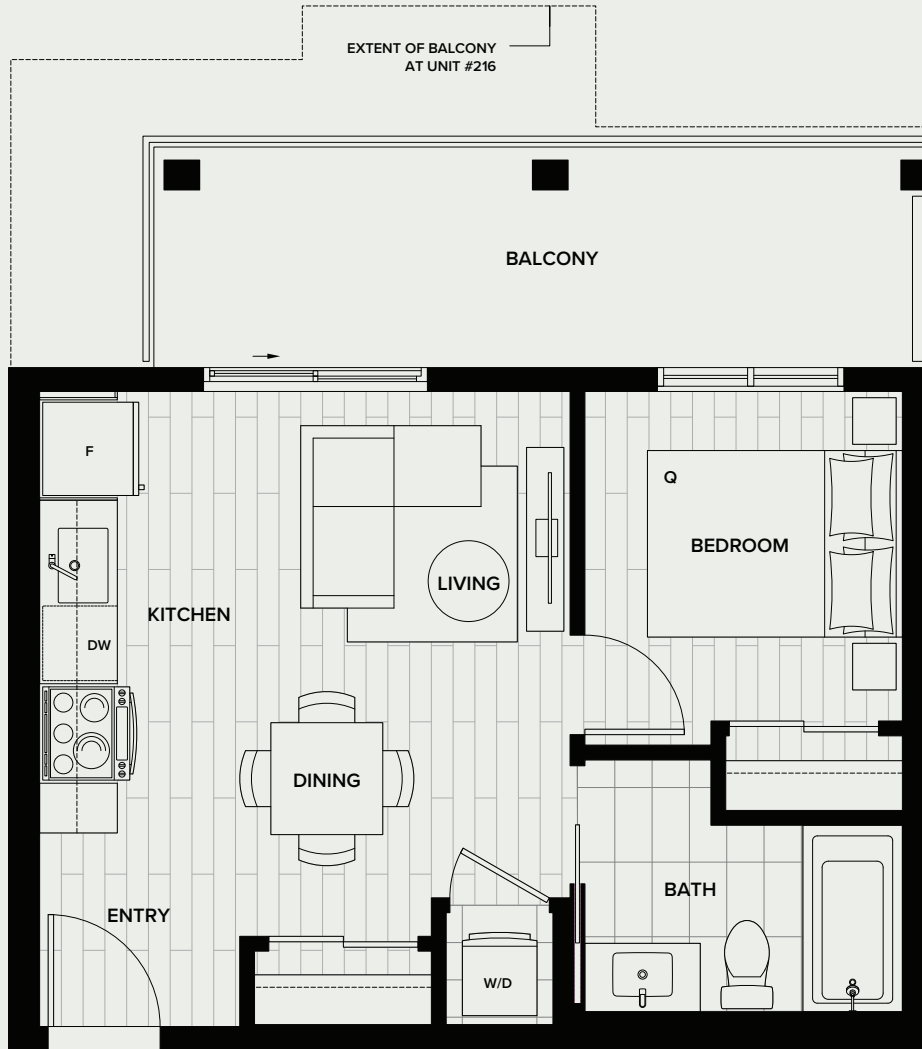 EXTENT OF BALCONY
AT UNIT #216
BALCONY
F
Q
BEDROOM
LIVING
KITCHEN
DW
DINING
BATH
ENTRY
W/D